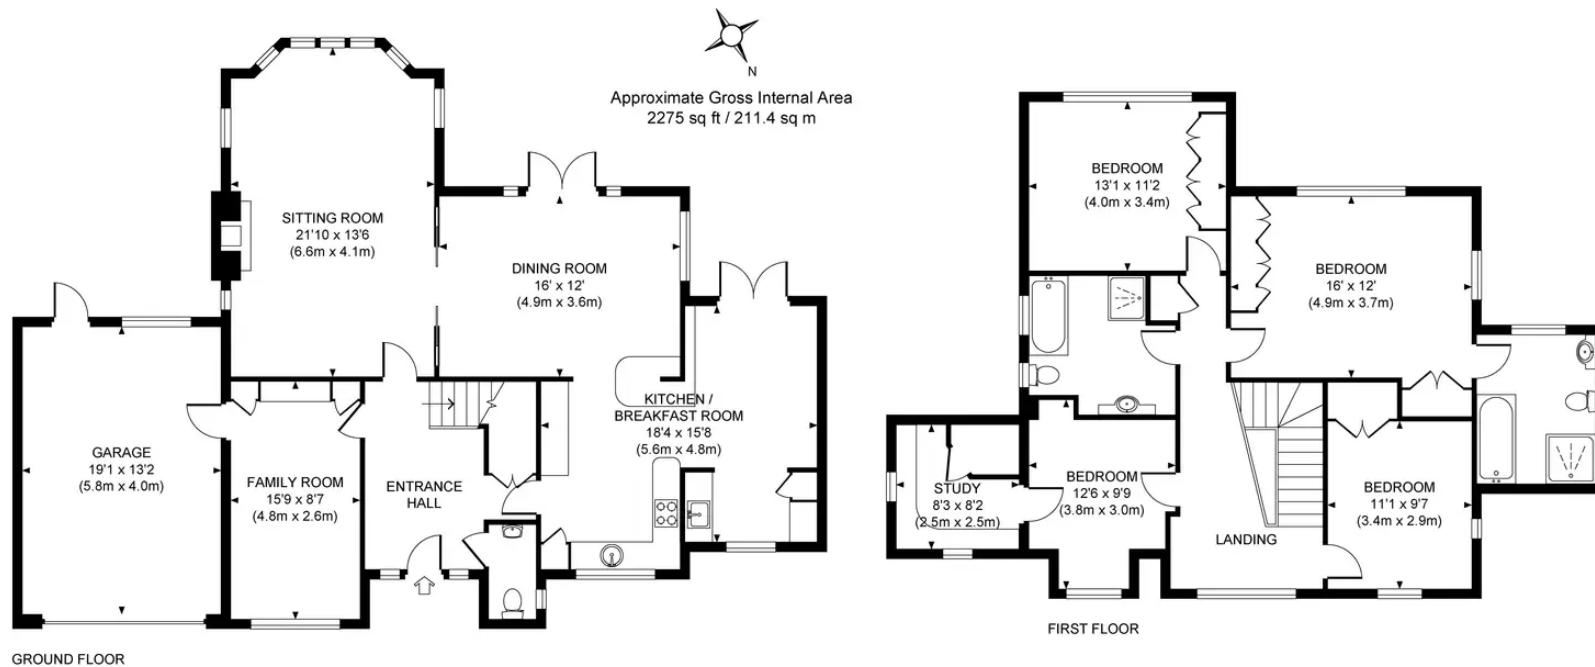 N
Approximate Gross Internal Area
2275 sq ft / 211.4 sq m
SITTING ROOM
21'10 x 13'6
(6.6m x 4.1m)
DINING ROOM
16' x 12'
(4.9m x 3.6m)
KITCHEN /
BREAKFAST ROOM
18'4 x 15'8
(5.6m x 4.8m)
GARAGE
19'1 x 13'2
(5.8m x 4.0m)
FAMILY ROOM
15'9 x 8'7
(4.8m x 2.6m)
ENTRANCE
HALL
GROUND FLOOR
BEDROOM
13'1 x 11'2
(4.0m x 3.4m)
BEDROOM
16' x 12'
(4.9m x 3.7m)
STUDY
8'3 x 8'2
(2.5m x 2.5m)
BEDROOM
12'6 x 9'9
(3.8m x 3.0m)
BEDROOM
11'1 x 9'7
(3.4m x 2.9m)
LANDING
FIRST FLOOR